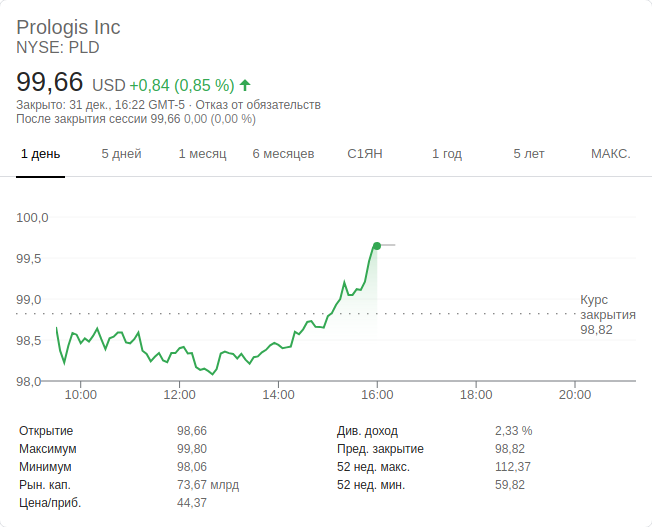 Prologis Inc
NYSE: PLD
99,66 USD +0,84 (0,85 %)
Закрыто: 31 дек., 16:22 GMT-5 · Отказ от обязательств
После закрытия сессии 99,66 0,00 (0,00 %)
1 день 5 дней 1 месяц 6 месяцев С1ЯН 1 год 5 лет МАКС.
100,0
99,5
99,0
98,5
98,0
Курс
закрытия
98,82
10:00 12:00 14:00 16:00 18:00 20:00
Открытие 98,66 Див. доход 2,33 %
Максимум 99,80 Пред. закрытие 98,82
Минимум 98,06 52 нед. макс. 112,37
Рын. кап. 73,67 млрд 52 нед. мин. 59,82
Цена/приб. 44,37